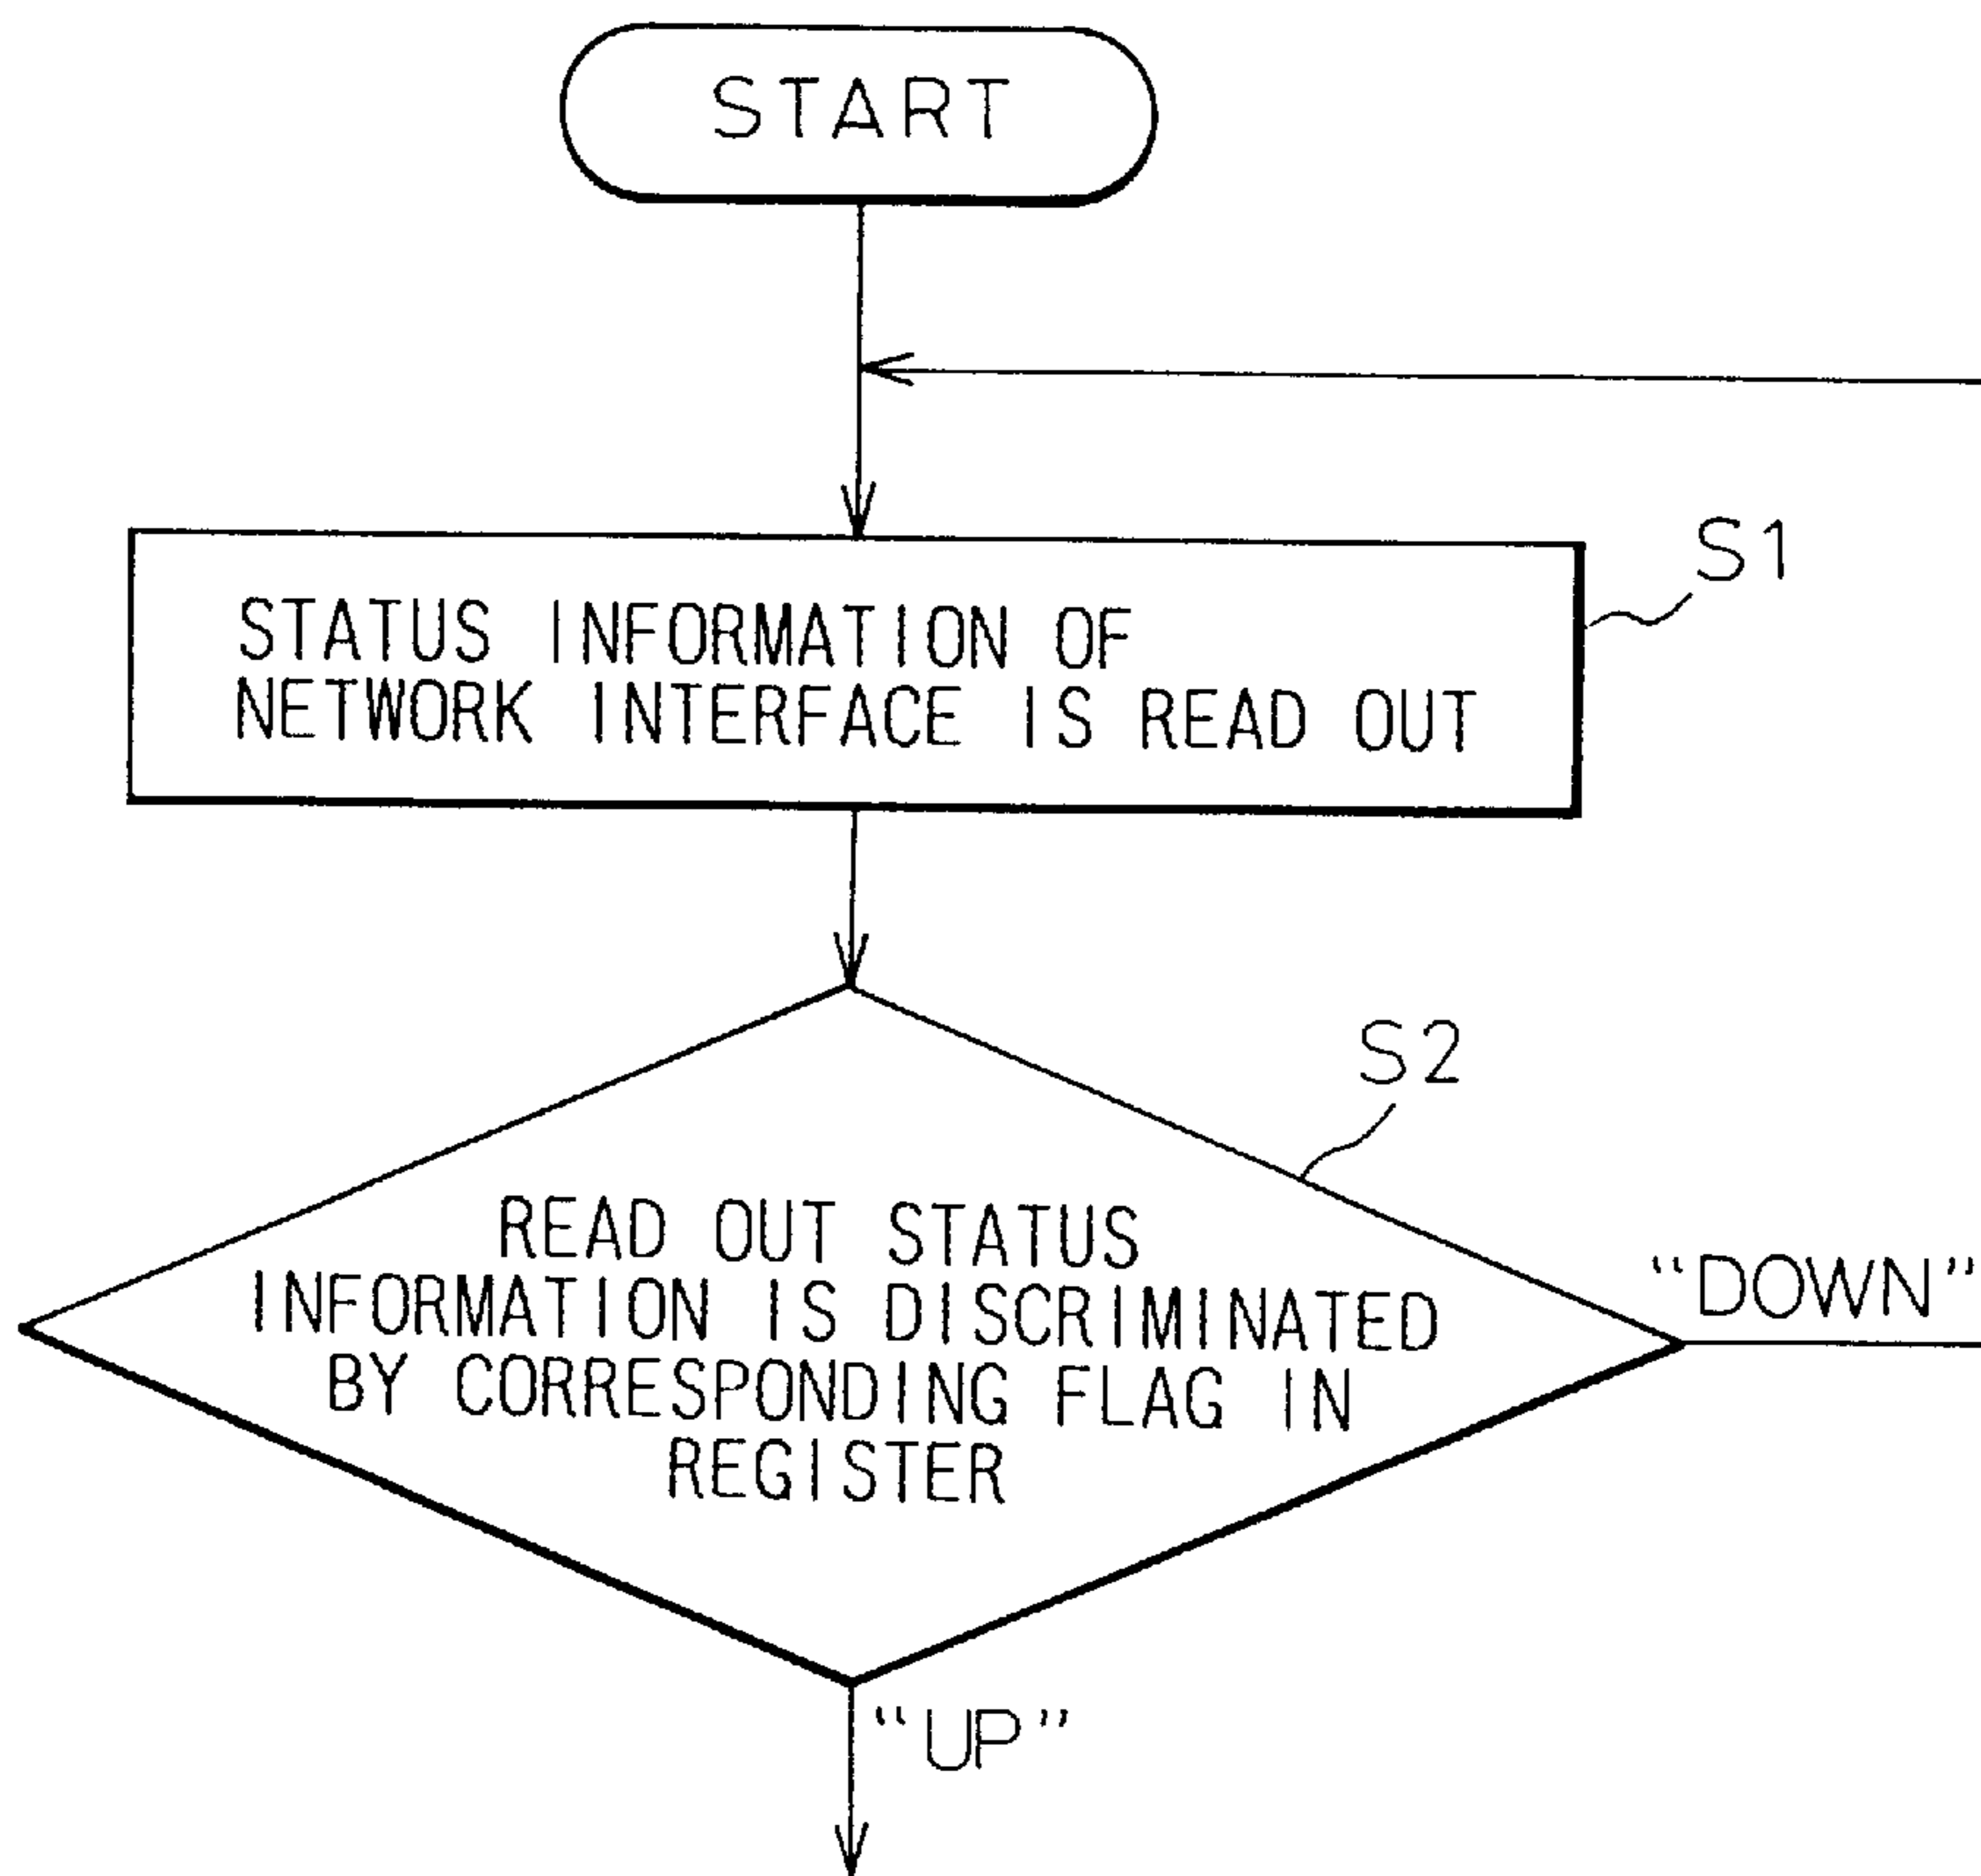 START
S1
STATUS INFORMATION OF
NETWORK INTERFACE IS READ OUT
S2
READ OUT STATUS
INFORMATION IS DISCRIMINATED
BY CORRESPONDING FLAG IN
REGISTER
“DOWN”
“UP”